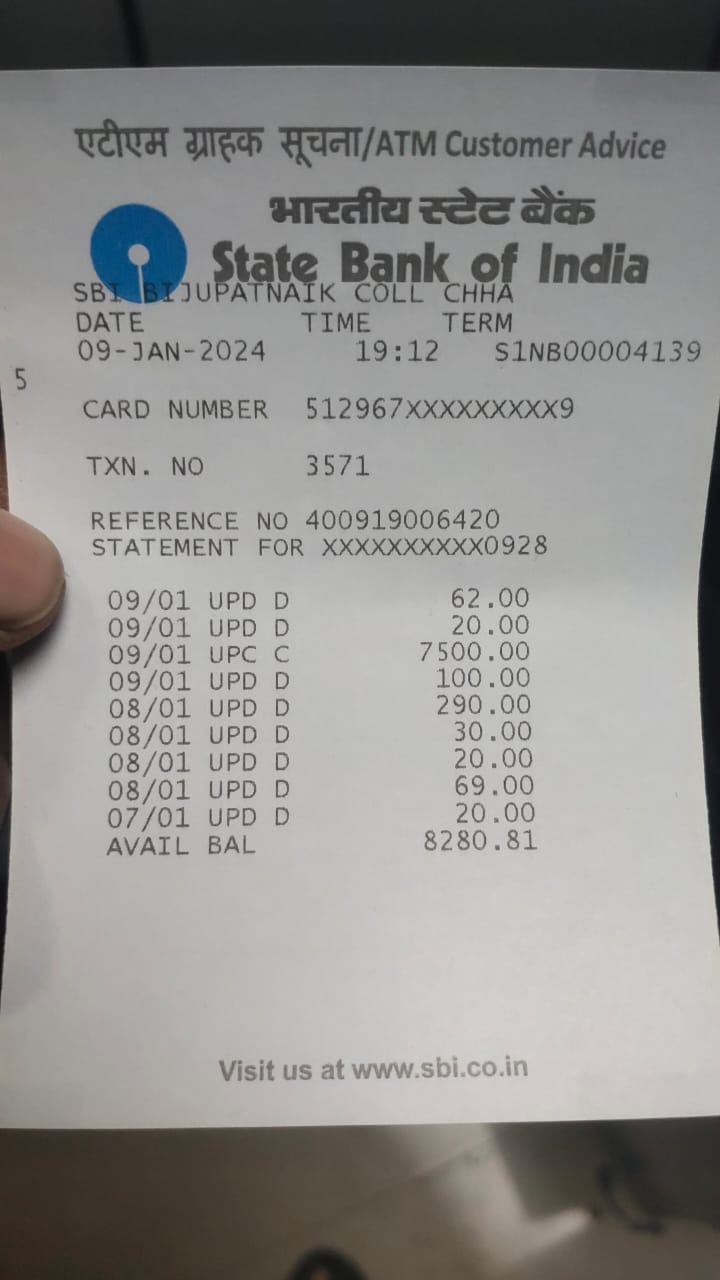 एटीएम ग्राहक सूचना/ATM Customer Advice
भारतीय स्टेट बैंक
State Bank of India
SBI BIJUPATNAIK COLL CHHA
DATE TIME TERM
09-JAN-2024 19:12 S1NB00004139
5
CARD NUMBER 512967XXXXXXXXX9
TXN. NO 3571
REFERENCE NO 400919006420
STATEMENT FOR XXXXXXXXXX0928
09/01 UPD D 62.00
09/01 UPD D 20.00
09/01 UPC C 7500.00
09/01 UPD D 100.00
08/01 UPD D 290.00
08/01 UPD D 30.00
08/01 UPD D 20.00
08/01 UPD D 69.00
07/01 UPD D 20.00
AVAIL BAL 8280.81
Visit us at www.sbi.co.in